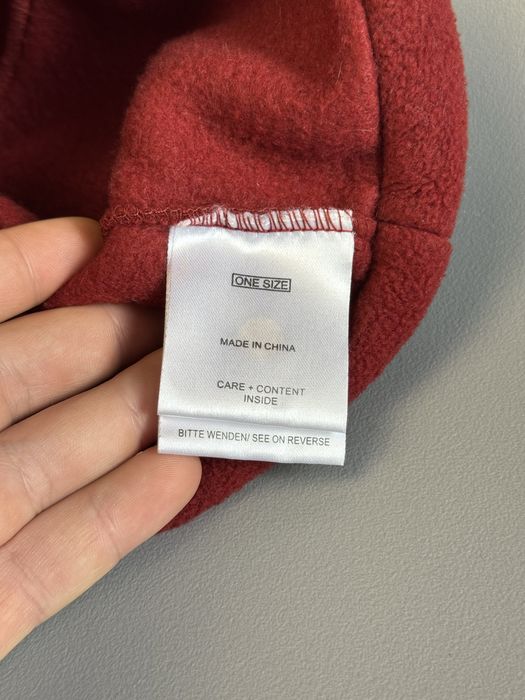 ONE SIZE
MADE IN CHINA
CARE + CONTENT
INSIDE
BITTE WENDEN/ SEE ON REVERSE